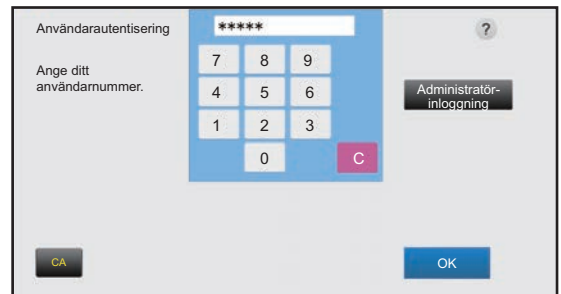 Användarautentisering
*****
?
Ange ditt
användarnummer.
7 8 9
4 5 6
1 2 3
0 C
Administratör-
inloggning
CA
OK